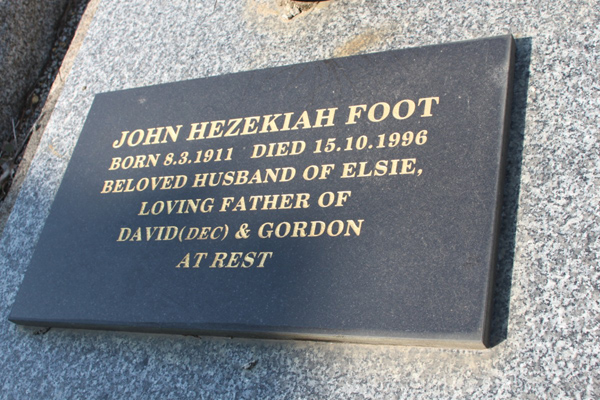 JOHN HEZEKIAH FOOT
BORN 8.3.1911 DIED 15.10.1996
BELOVED HUSBAND OF ELSIE,
LOVING FATHER OF
DAVID (DEC) & GORDON
AT REST